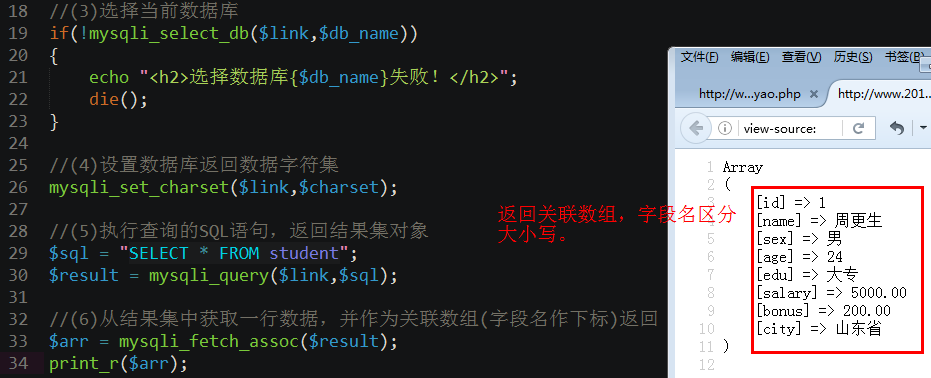 18 //(3)选择当前数据库
19 if(!mysqli_select_db($link,$db_name))
20 {
21 echo "<h2>选择数据库{$db_name}失败！</h2>";
22 die();
23 }
24
25 //(4)设置数据库返回数据字符集
26 mysqli_set_charset($link,$charset);
27
28 //(5)执行查询的SQL语句，返回结果集对象
29 $sql = "SELECT * FROM student";
30 $result = mysqli_query($link,$sql);
31
32 //(6)从结果集中获取一行数据，并作为关联数组(字段名作下标)返回
33 $arr = mysqli_fetch_assoc($result);
34 print_r($arr);
返回关联数组，字段名区分
大小写。
文件(F) 编辑(E) 查看(V) 历史(S) 书签(B)
http://w...yao.php × http://www.201...
view-source:
1 Array
2 (
3 [id] => 1
4 [name] => 周更生
5 [sex] => 男
6 [age] => 24
7 [edu] => 大专
8 [salary] => 5000.00
9 [bonus] => 200.00
10 [city] => 山东省
11 )
12